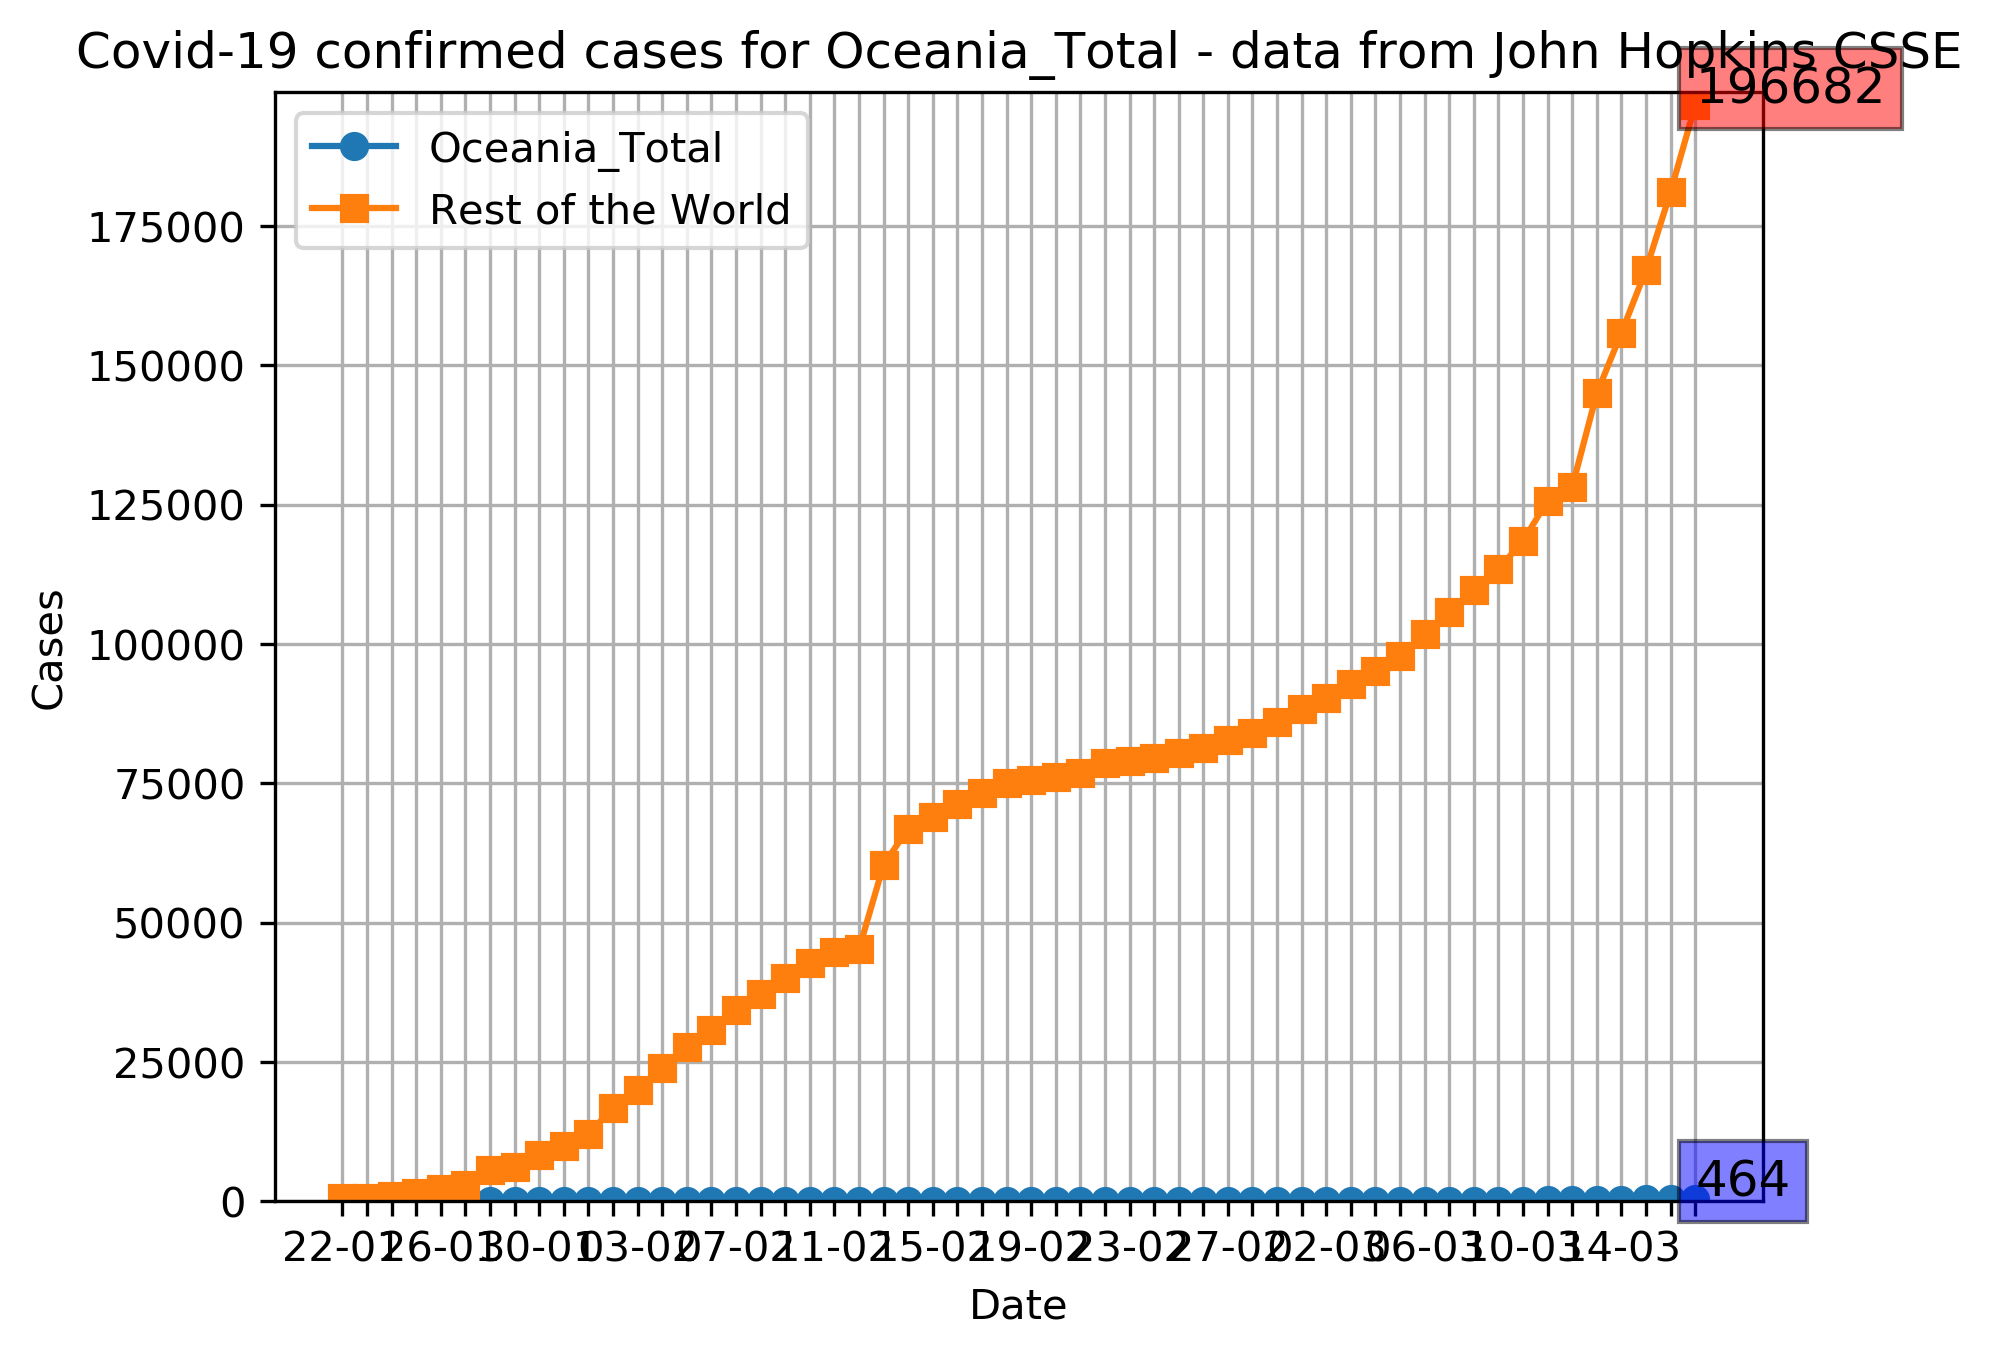 Covid-19 confirmed cases for Oceania_Total - data from John Hopkins CSSE
196682
Oceania_Total
Rest of the World
175000
150000
125000
100000
75000
50000
25000
0
Cases
464
22-01 26-01 30-01 03-02 07-02 11-02 15-02 19-02 23-02 27-02 02-03 06-03 10-03 14-03
Date